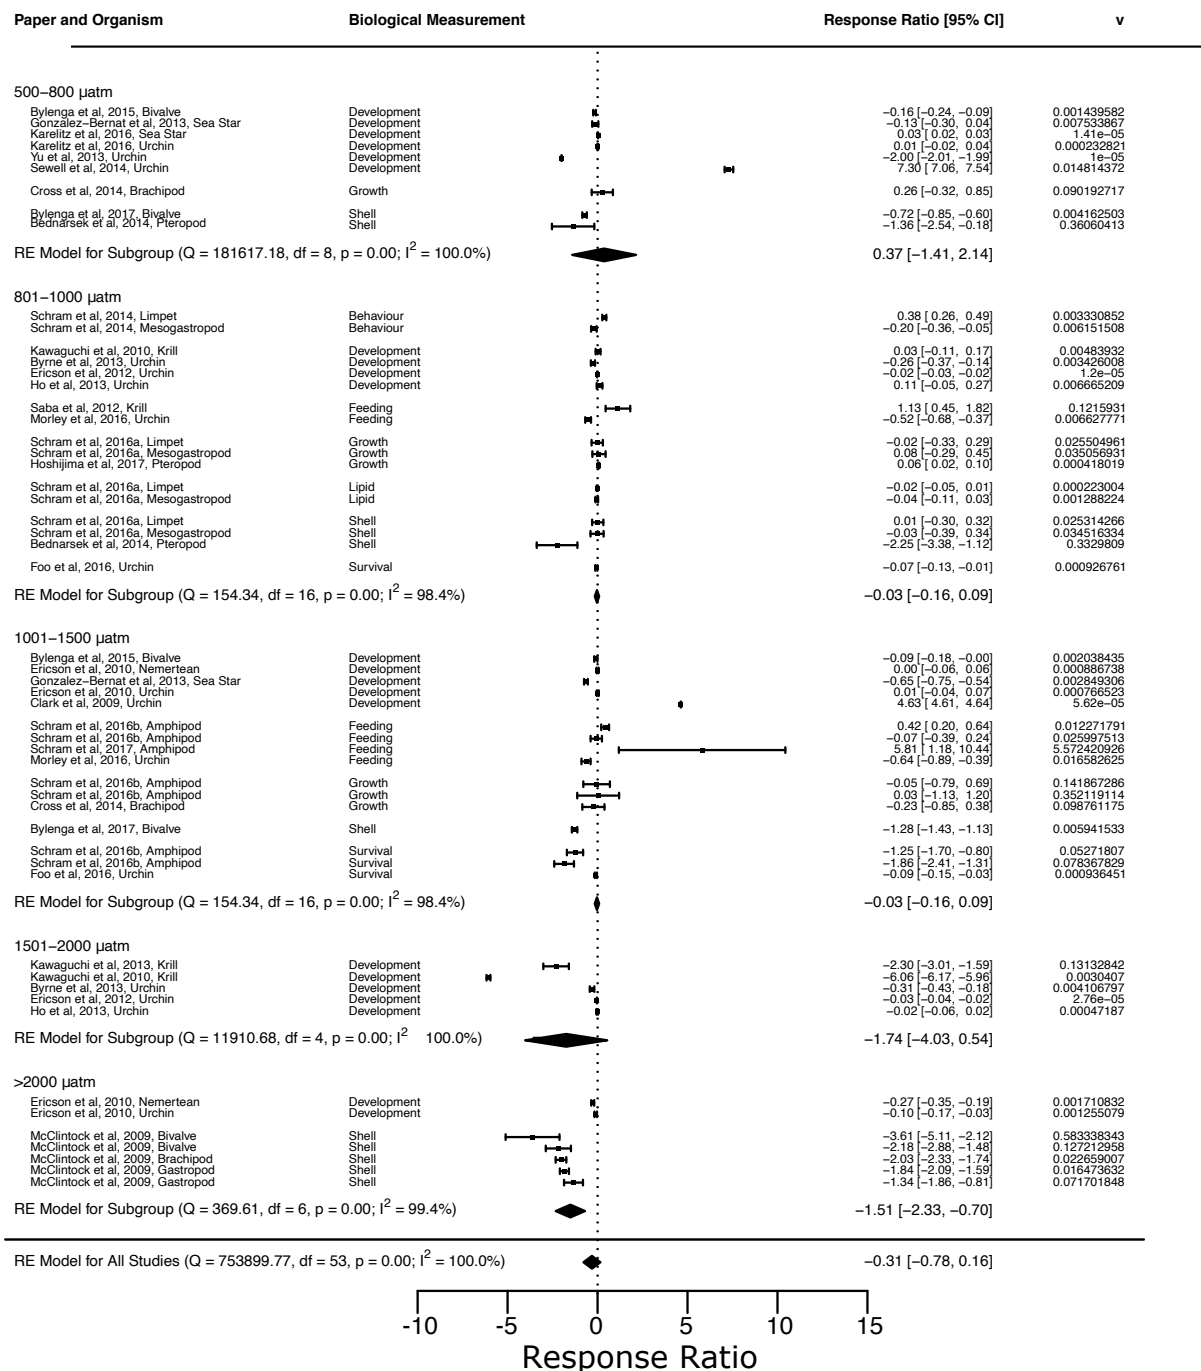 Paper and Organism Biological Measurement Response Ratio [95% CI] v
500−800 µatm
Bylenga et al, 2015, Bivalve Development −0.16 [−0.24, −0.09] 0.001439582
Gonzalez−Bernat et al, 2013, Sea Star Development −0.13 [−0.30, 0.04] 0.007533867
Karelitz et al, 2016, Sea Star Development 0.03 [ 0.02, 0.03] 1.41e−05
Karelitz et al, 2016, Urchin Development 0.01 [−0.02, 0.04] 0.000232821
Yu et al, 2013, Urchin Development −2.00 [−2.01, −1.99] 1e−05
Sewell et al, 2014, Urchin Development 7.30 [ 7.06, 7.54] 0.014814372
Cross et al, 2014, Brachipod Growth 0.26 [−0.32, 0.85] 0.090192717
Bylenga et al, 2017, Bivalve Shell −0.72 [−0.85, −0.60] 0.004162503
Bednarsek et al, 2014, Pteropod Shell −1.36 [−2.54, −0.18] 0.36060413
RE Model for Subgroup (Q = 181617.18, df = 8, p = 0.00; I2 = 100.0%) 0.37 [−1.41, 2.14]
801−1000 µatm
Schram et al, 2014, Limpet Behaviour 0.38 [ 0.26, 0.49] 0.003330852
Schram et al, 2014, Mesogastropod Behaviour −0.20 [−0.36, −0.05] 0.006151508
Kawaguchi et al, 2010, Krill Development 0.03 [−0.11, 0.17] 0.00483932
Byrne et al, 2013, Urchin Development −0.26 [−0.37, −0.14] 0.003426008
Ericson et al, 2012, Urchin Development −0.02 [−0.03, −0.02] 1.2e−05
Ho et al, 2013, Urchin Development 0.11 [−0.05, 0.27] 0.006665209
Saba et al, 2012, Krill Feeding 1.13 [ 0.45, 1.82] 0.1215931
Morley et al, 2016, Urchin Feeding −0.52 [−0.68, −0.37] 0.006627771
Schram et al, 2016a, Limpet Growth −0.02 [−0.33, 0.29] 0.025504961
Schram et al, 2016a, Mesogastropod Growth 0.08 [−0.29, 0.45] 0.035056931
Hoshijima et al, 2017, Pteropod Growth 0.06 [ 0.02, 0.10] 0.000418019
Schram et al, 2016a, Limpet Lipid −0.02 [−0.05, 0.01] 0.000223004
Schram et al, 2016a, Mesogastropod Lipid −0.04 [−0.11, 0.03] 0.001288224
Schram et al, 2016a, Limpet Shell 0.01 [−0.30, 0.32] 0.025314266
Schram et al, 2016a, Mesogastropod Shell −0.03 [−0.39, 0.34] 0.034516334
Bednarsek et al, 2014, Pteropod Shell −2.25 [−3.38, −1.12] 0.3329809
Foo et al, 2016, Urchin Survival −0.07 [−0.13, −0.01] 0.000926761
RE Model for Subgroup (Q = 154.34, df = 16, p = 0.00; I2 = 98.4%) −0.03 [−0.16, 0.09]
1001−1500 µatm
Bylenga et al, 2015, Bivalve Development −0.09 [−0.18, −0.00] 0.002038435
Ericson et al, 2010, Nemertean Development 0.00 [−0.06, 0.06] 0.000886738
Gonzalez−Bernat et al, 2013, Sea Star Development −0.65 [−0.75, −0.54] 0.002849306
Ericson et al, 2010, Urchin Development 0.01 [−0.04, 0.07] 0.000766523
Clark et al, 2009, Urchin Development 4.63 [ 4.61, 4.64] 5.62e−05
Schram et al, 2016b, Amphipod Feeding 0.42 [ 0.20, 0.64] 0.012271791
Schram et al, 2016b, Amphipod Feeding −0.07 [−0.39, 0.24] 0.025997513
Schram et al, 2017, Amphipod Feeding 5.81 [ 1.18, 10.44] 5.572420926
Morley et al, 2016, Urchin Feeding −0.64 [−0.89, −0.39] 0.016582625
Schram et al, 2016b, Amphipod Growth −0.05 [−0.79, 0.69] 0.141867286
Schram et al, 2016b, Amphipod Growth 0.03 [−1.13, 1.20] 0.352119114
Cross et al, 2014, Brachipod Growth −0.23 [−0.85, 0.38] 0.098761175
Bylenga et al, 2017, Bivalve Shell −1.28 [−1.43, −1.13] 0.005941533
Schram et al, 2016b, Amphipod Survival −1.25 [−1.70, −0.80] 0.05271807
Schram et al, 2016b, Amphipod Survival −1.86 [−2.41, −1.31] 0.078367829
Foo et al, 2016, Urchin Survival −0.09 [−0.15, −0.03] 0.000936451
RE Model for Subgroup (Q = 154.34, df = 16, p = 0.00; I2 = 98.4%) −0.03 [−0.16, 0.09]
1501−2000 µatm
Kawaguchi et al, 2013, Krill Development −2.30 [−3.01, −1.59] 0.13132842
Kawaguchi et al, 2010, Krill Development −6.06 [−6.17, −5.96] 0.0030407
Byrne et al, 2013, Urchin Development −0.31 [−0.43, −0.18] 0.004106797
Ericson et al, 2012, Urchin Development −0.03 [−0.04, −0.02] 2.76e−05
Ho et al, 2013, Urchin Development −0.02 [−0.06, 0.02] 0.00047187
RE Model for Subgroup (Q = 11910.68, df = 4, p = 0.00; I2 100.0%) −1.74 [−4.03, 0.54]
>2000 µatm
Ericson et al, 2010, Nemertean Development −0.27 [−0.35, −0.19] 0.001710832
Ericson et al, 2010, Urchin Development −0.10 [−0.17, −0.03] 0.001255079
McClintock et al, 2009, Bivalve Shell −3.61 [−5.11, −2.12] 0.583338343
McClintock et al, 2009, Bivalve Shell −2.18 [−2.88, −1.48] 0.127212958
McClintock et al, 2009, Brachipod Shell −2.03 [−2.33, −1.74] 0.022659007
McClintock et al, 2009, Gastropod Shell −1.84 [−2.09, −1.59] 0.016473632
McClintock et al, 2009, Gastropod Shell −1.34 [−1.86, −0.81] 0.071701848
RE Model for Subgroup (Q = 369.61, df = 6, p = 0.00; I2 = 99.4%) −1.51 [−2.33, −0.70]
RE Model for All Studies (Q = 753899.77, df = 53, p = 0.00; I2 = 100.0%) −0.31 [−0.78, 0.16]
-10 -5 0 5 10 15
Response Ratio